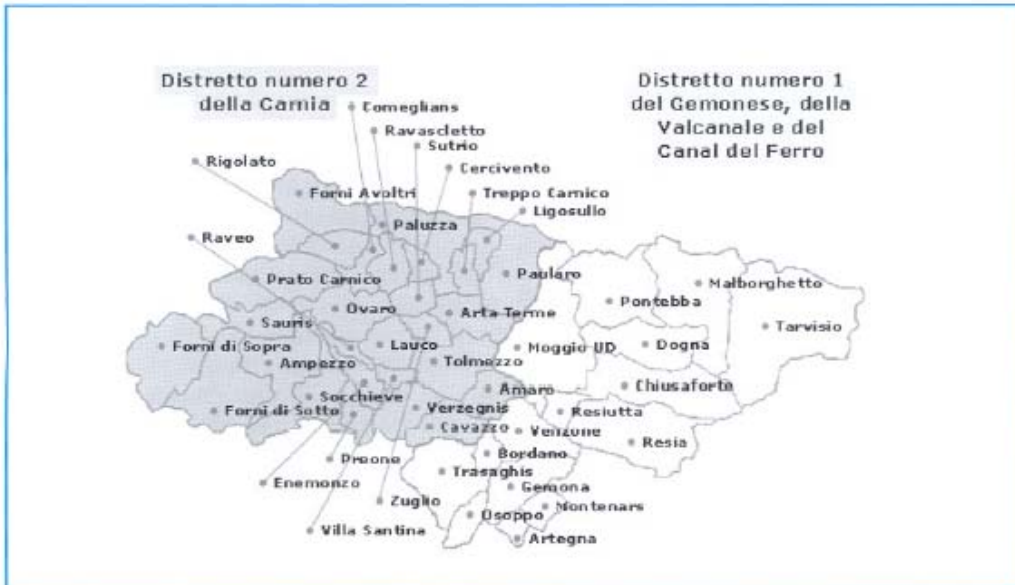 Distretto numero 2
della Carnia
Distretto numero 1
del Gemonese, della
Valcanale e del
Canal del Ferro
Comeglians
Ravascletto
Sutrio
Rigolato
Cercivento
Forni Avoltri
Treppo Carnico
Ligosullo
Paluzza
Raveo
Prato Carnico
Paularo
Malborghetto
Pontebba
Ovaro
Arta Terme
Sauris
Tarvisio
Forni di Sopra
Lauco
Moggio UD
Dogna
Ampezzo
Tolmezzo
Chiusaforte
Amaro
Socchieve
Forni di Sotto
Verzegnis
Resiutta
Cavazzo
Venzone
Resia
Preone
Bordano
Trasaghis
Enemonzo
Gemona
Zuglio
Montenars
Osoppo
Villa Santina
Artegna